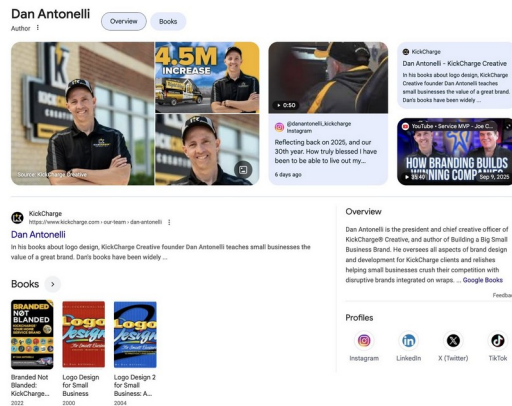 Dan Antonelli
Author
Overview
Books
4.5M
INCREASE
Source: KickCharge Creative
0:50
@danantonelli_kickcharge
Instagram
Reflecting back on 2025, and our
30th year. How truly blessed I have
been to be able to live out my...
6 days ago
KickCharge
Dan Antonelli - KickCharge Creative
In his books about logo design, KickCharge
Creative founder Dan Antonelli teaches
small businesses the value of a great brand.
Dan's books have been widely ...
YouTube · Service MVP - Joe C...
HOW BRANDING BUILDS
WINNING COMPANIES
35:40
Sep 9, 2025
KickCharge
https://www.kickcharge.com › our-team › dan-antonelli
Dan Antonelli
In his books about logo design, KickCharge Creative founder Dan Antonelli teaches small businesses the
value of a great brand. Dan's books have been widely ...
Books
BRANDED
NOT
BLANDED
Logo
Design
For Small
Business
Logo
Design
For Small Business
Branded Not
Blanded:
KickCharge...
2022
Logo Design
for Small
Business
2000
Logo Design 2
for Small
Business: A...
2004
Overview
Dan Antonelli is the president and chief creative officer of
KickCharge® Creative, and author of Building a Big Small
Business Brand. He oversees all aspects of brand design
and development for KickCharge clients and relishes
helping small businesses crush their competition with
disruptive brands integrated on wraps. ... Google Books
Feedba
Profiles
Instagram
LinkedIn
X (Twitter)
TikTok